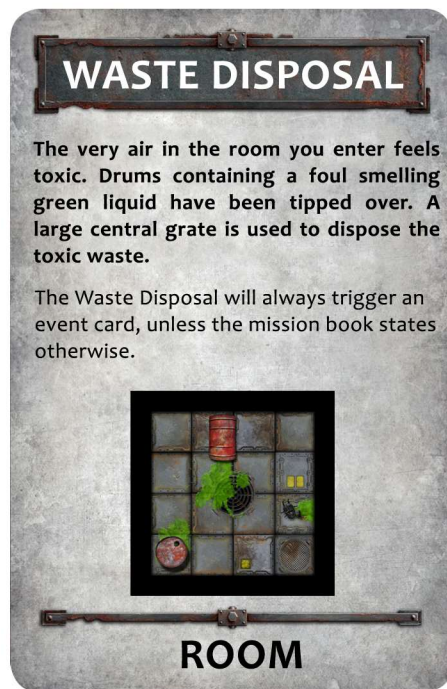 WASTE DISPOSAL
The very air in the room you enter feels
toxic. Drums containing a foul smelling
green liquid have been tipped over. A
large central grate is used to dispose the
toxic waste.
The Waste Disposal will always trigger an
event card, unless the mission book states
otherwise.
ROOM